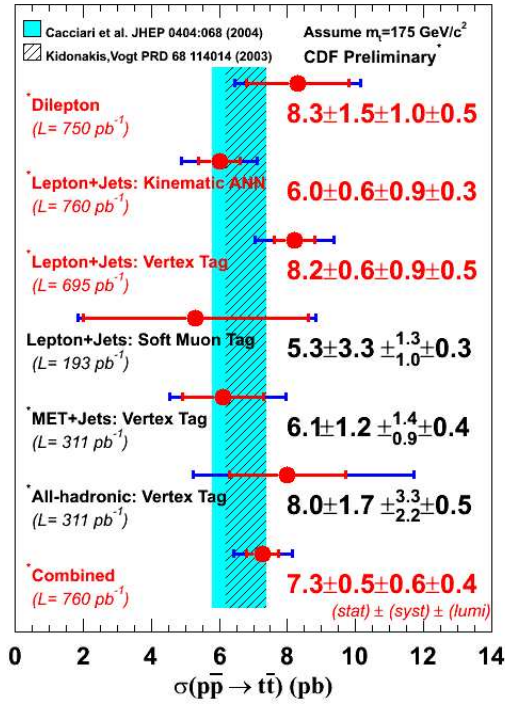 Cacciari et al. JHEP 0404:068 (2004)
Assume mt=175 GeV/c²
Kidonakis,Vogt PRD 68 114014 (2003)
CDF Preliminary*
*Dilepton
8.3±1.5±1.0±0.5
(L= 750 pb⁻¹)
*Lepton+Jets: Kinematic ANN
6.0±0.6±0.9±0.3
(L= 760 pb⁻¹)
*Lepton+Jets: Vertex Tag
8.2±0.6±0.9±0.5
(L= 695 pb⁻¹)
Lepton+Jets: Soft Muon Tag
5.3±3.3 ±1.3 1.0±0.3
(L= 193 pb⁻¹)
*MET+Jets: Vertex Tag
6.1±1.2 ±1.4 0.9±0.4
(L= 311 pb⁻¹)
*All-hadronic: Vertex Tag
8.0±1.7 ±3.3 2.2±0.5
(L= 311 pb⁻¹)
*Combined
7.3±0.5±0.6±0.4
(L= 760 pb⁻¹)
(stat) ± (syst) ± (lumi)
0 2 4 6 8 10 12 14
σ(pp̅ → tt̅) (pb)